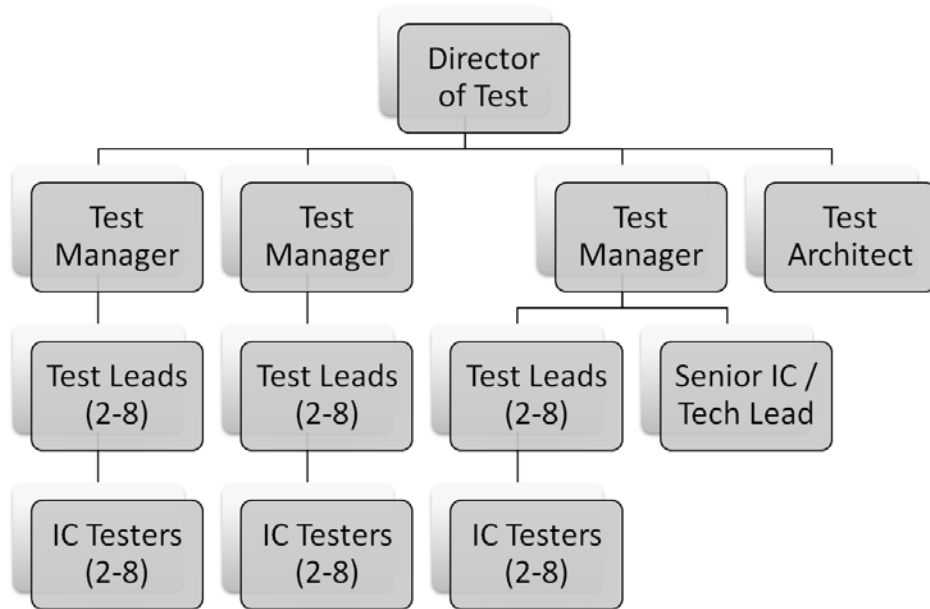 Director
of Test
Test
Manager
Test
Manager
Test
Manager
Test
Architect
Test Leads
(2-8)
Test Leads
(2-8)
Test Leads
(2-8)
Senior IC /
Tech Lead
IC Testers
(2-8)
IC Testers
(2-8)
IC Testers
(2-8)